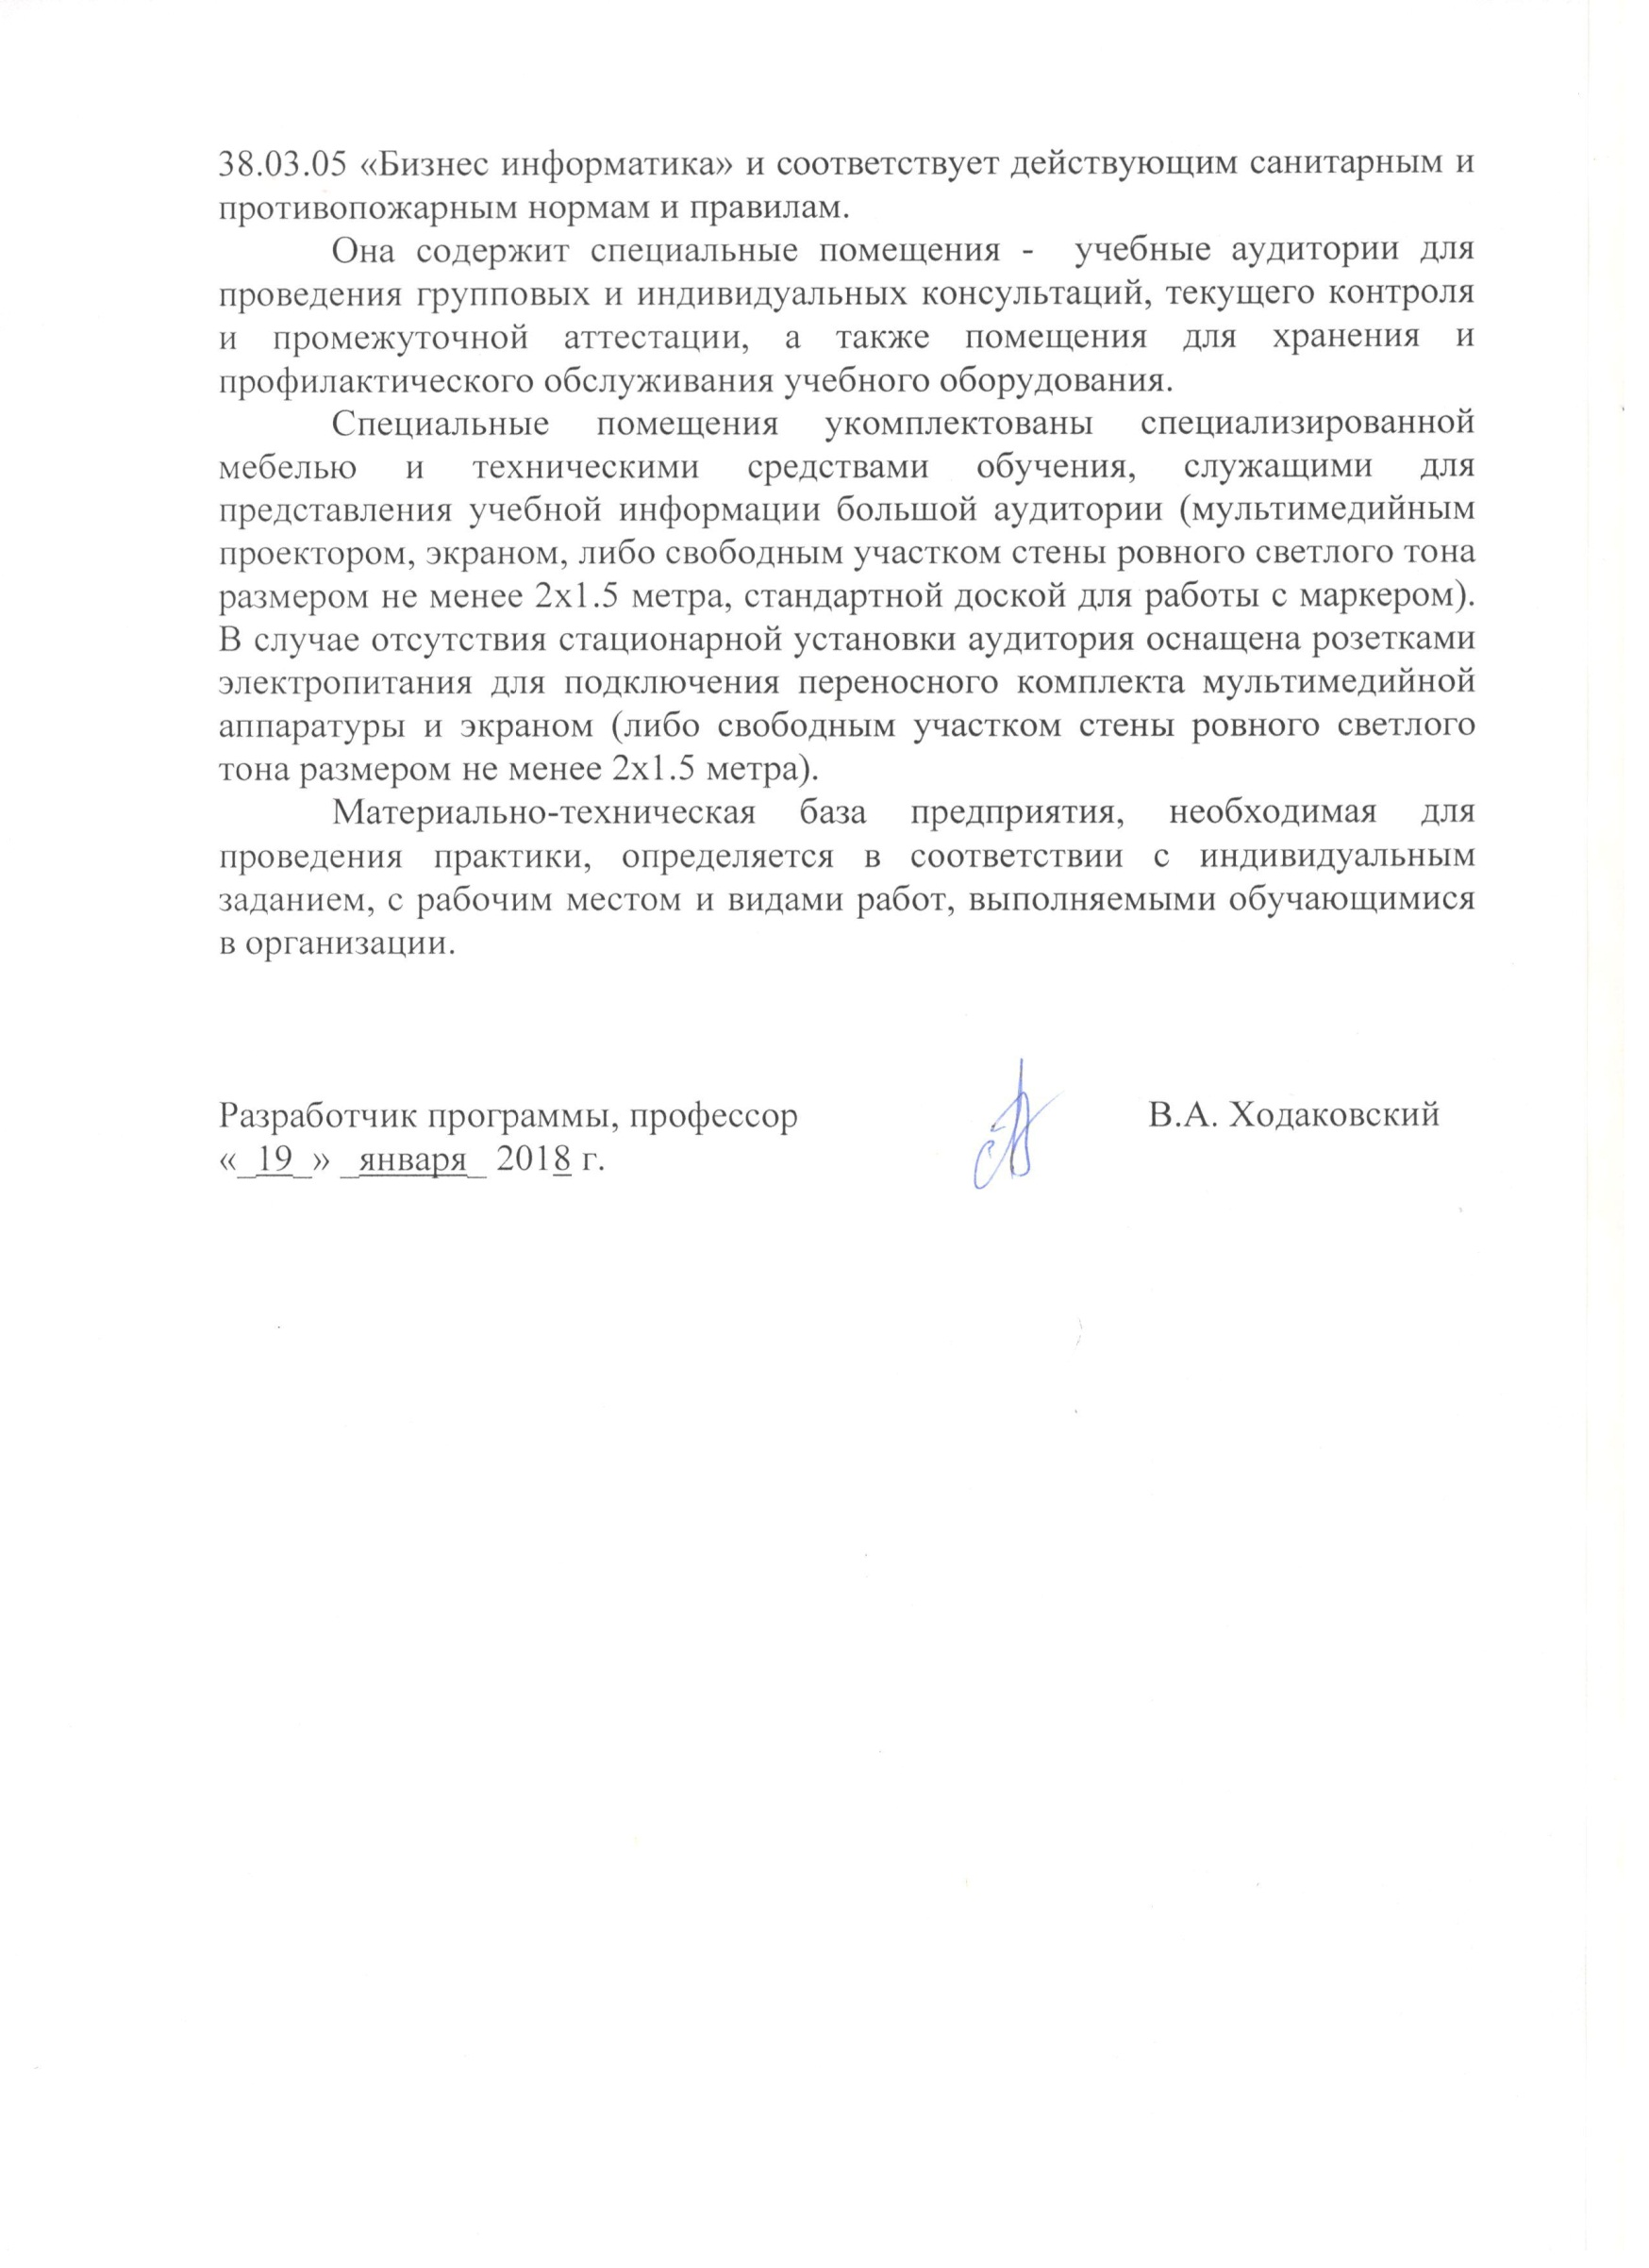 38.03.05 «Бизнес информатика» и соответствует действующим санитарным и
противопожарным нормам и правилам.
Она содержит специальные помещения - учебные аудитории для
проведения групповых и индивидуальных консультаций, текущего контроля
и промежуточной аттестации, а также помещения для хранения и
профилактического обслуживания учебного оборудования.
Специальные помещения укомплектованы специализированной
мебелью и техническими средствами обучения, служащими для
представления учебной информации большой аудитории (мультимедийным
проектором, экраном, либо свободным участком стены ровного светлого тона
размером не менее 2х1.5 метра, стандартной доской для работы с маркером).
В случае отсутствия стационарной установки аудитория оснащена розетками
электропитания для подключения переносного комплекта мультимедийной
аппаратуры и экраном (либо свободным участком стены ровного светлого
тона размером не менее 2х1.5 метра).
Материально-техническая база предприятия, необходимая для
проведения практики, определяется в соответствии с индивидуальным
заданием, с рабочим местом и видами работ, выполняемыми обучающимися
в организации.
Разработчик программы, профессор В.А. Ходаковский
«_19_» _января_ 2018 г.